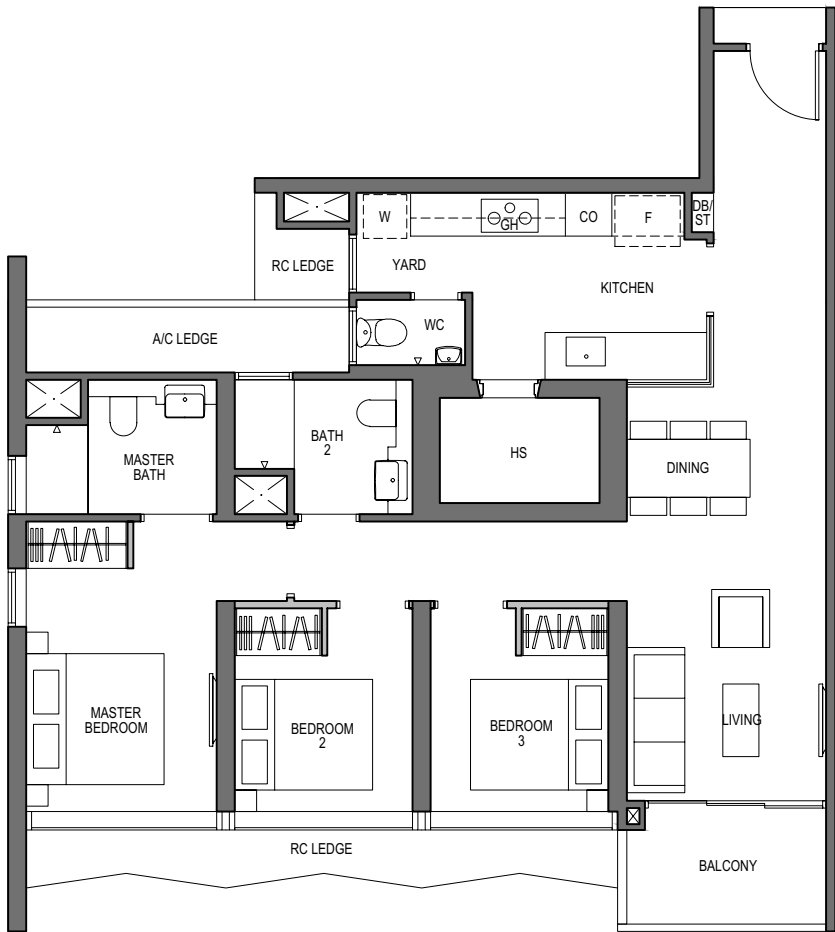 W
GH
CO
F
DB/
ST
RC LEDGE
YARD
KITCHEN
WC
A/C LEDGE
MASTER
BATH
BATH
2
HS
DINING
MASTER
BEDROOM
BEDROOM
2
BEDROOM
3
LIVING
RC LEDGE
BALCONY